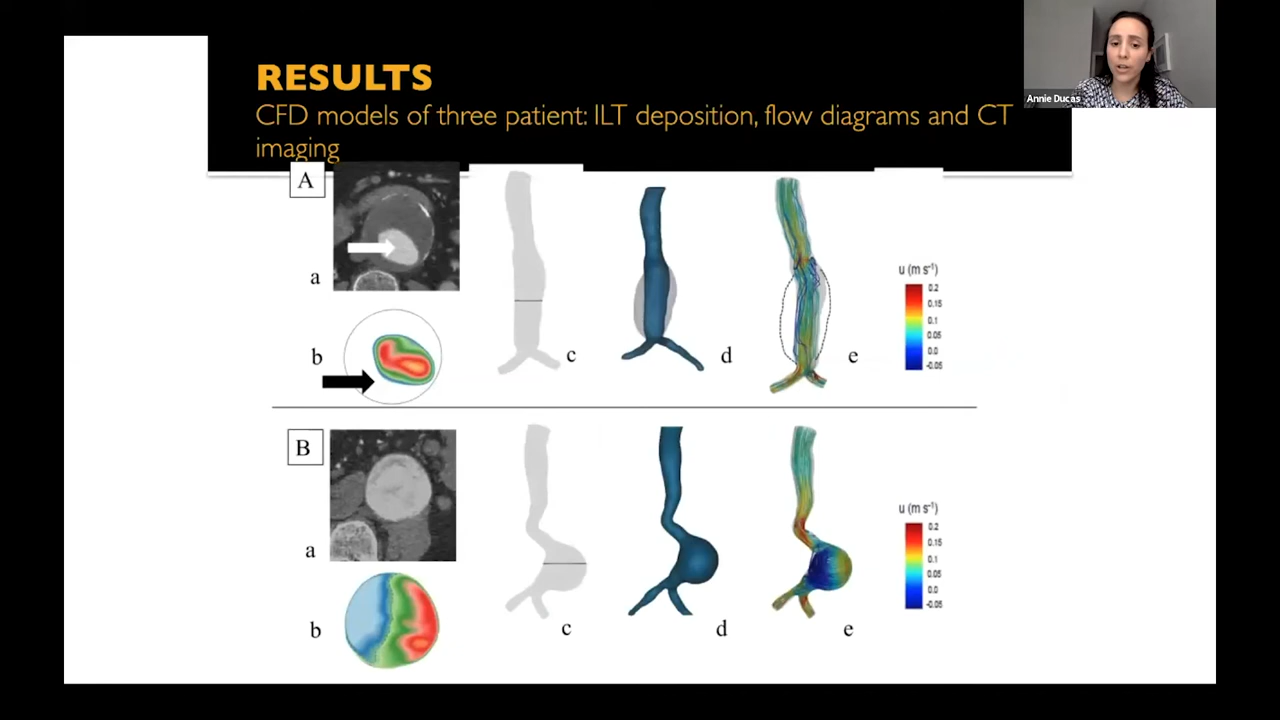 RESULTS
CFD models of three patient: ILT deposition, flow diagrams and CT
imaging
Annie Ducas
A
a
b
c
d
e
u (m s⁻¹)
0.2
0.15
0.1
0.05
0.0
-0.05
B
a
b
c
d
e
u (m s⁻¹)
0.2
0.15
0.1
0.05
0.0
-0.05